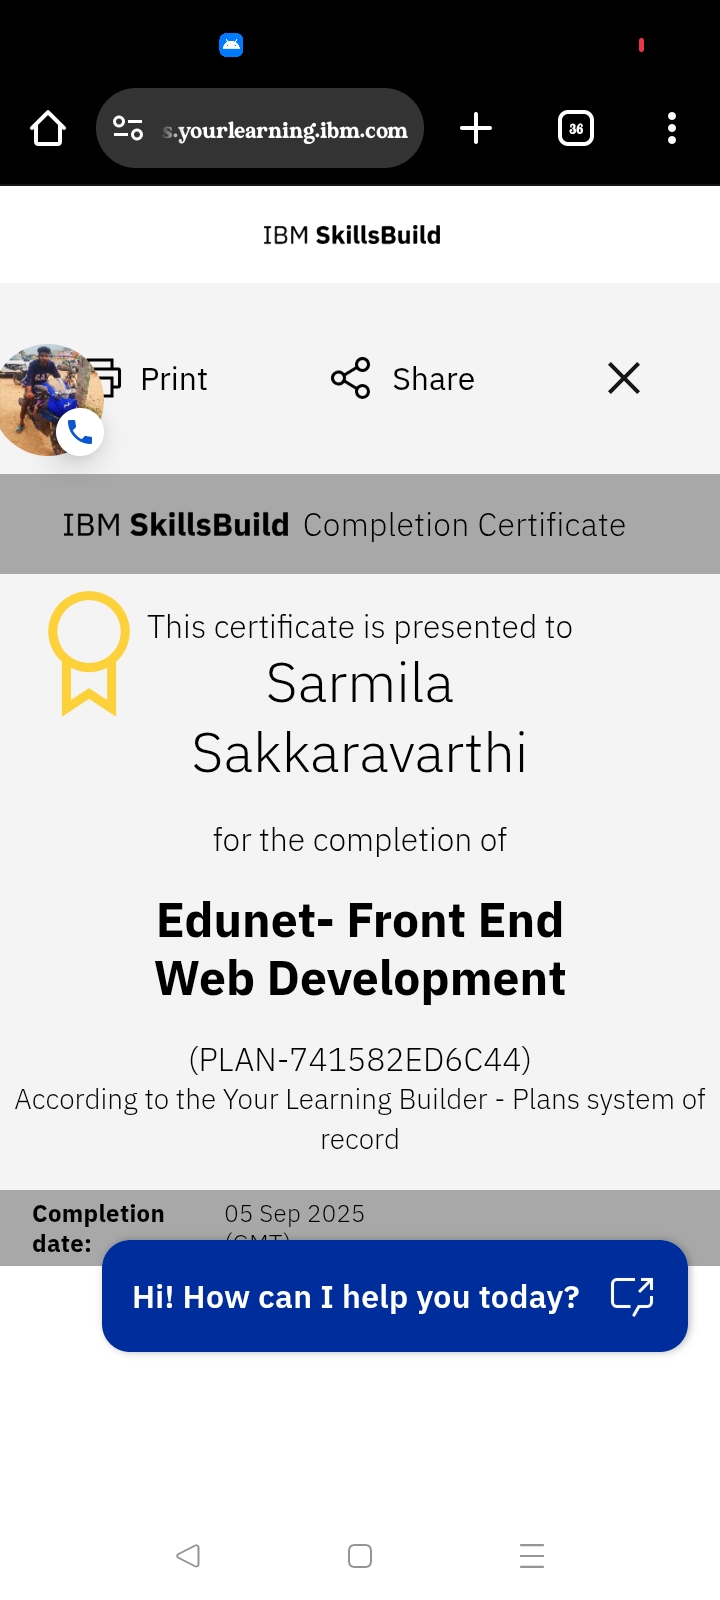 s.yourlearning.ibm.com
36
IBM SkillsBuild
Print
Share
IBM SkillsBuild Completion Certificate
This certificate is presented to
Sarmila
Sakkaravarthi
for the completion of
Edunet- Front End
Web Development
(PLAN-741582ED6C44)
According to the Your Learning Builder - Plans system of
record
Completion
date:
05 Sep 2025
(GMT)
Hi! How can I help you today?